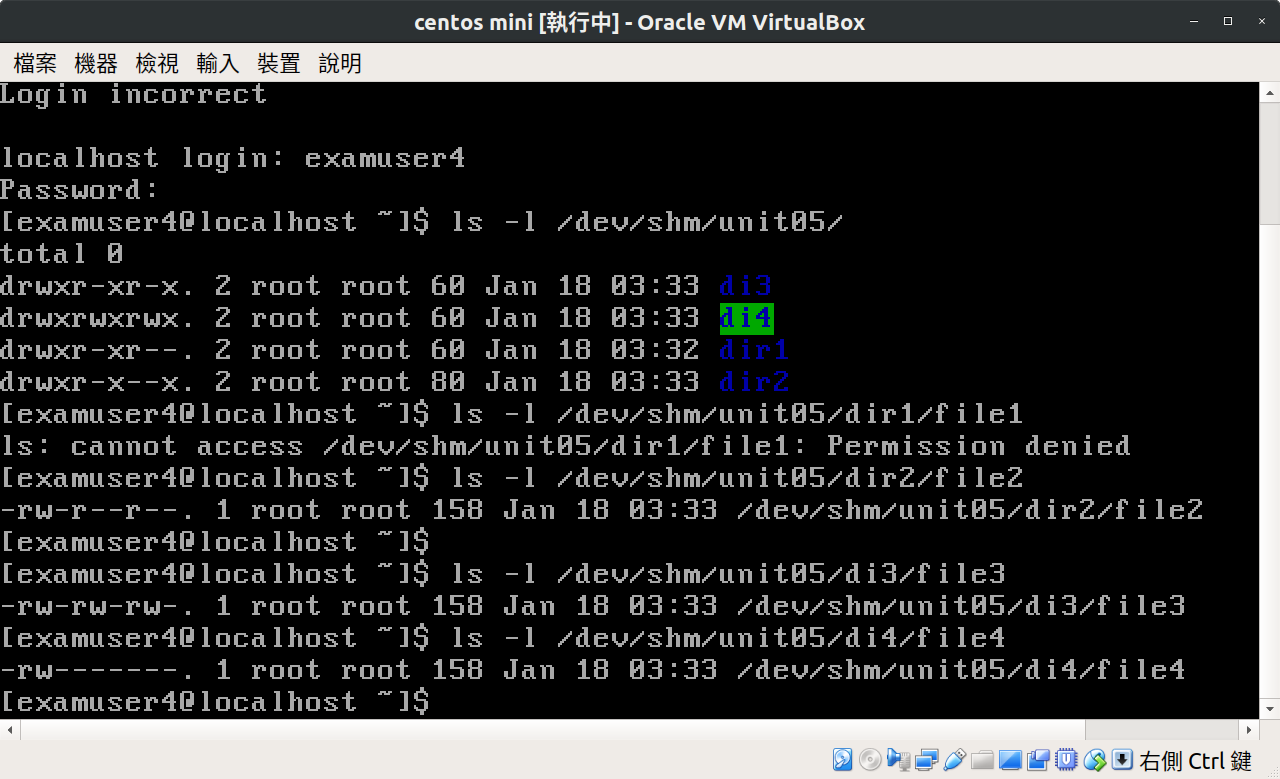 centos mini [執行中] - Oracle VM VirtualBox
檔案 機器 檢視 輸入 裝置 說明
Login incorrect
localhost login: examuser4
Password:
[examuser4@localhost ~]$ ls -l /dev/shm/unit05/
total 0
drwxr-xr-x. 2 root root 60 Jan 18 03:33 di3
drwxrwxrwx. 2 root root 60 Jan 18 03:33 di4
drwxr-xr--. 2 root root 60 Jan 18 03:32 dir1
drwxr-x--x. 2 root root 80 Jan 18 03:33 dir2
[examuser4@localhost ~]$ ls -l /dev/shm/unit05/dir1/file1
ls: cannot access /dev/shm/unit05/dir1/file1: Permission denied
[examuser4@localhost ~]$ ls -l /dev/shm/unit05/dir2/file2
-rw-r--r--. 1 root root 158 Jan 18 03:33 /dev/shm/unit05/dir2/file2
[examuser4@localhost ~]$
[examuser4@localhost ~]$ ls -l /dev/shm/unit05/di3/file3
-rw-rw-rw-. 1 root root 158 Jan 18 03:33 /dev/shm/unit05/di3/file3
[examuser4@localhost ~]$ ls -l /dev/shm/unit05/di4/file4
-rw-------. 1 root root 158 Jan 18 03:33 /dev/shm/unit05/di4/file4
[examuser4@localhost ~]$
右側 Ctrl 鍵